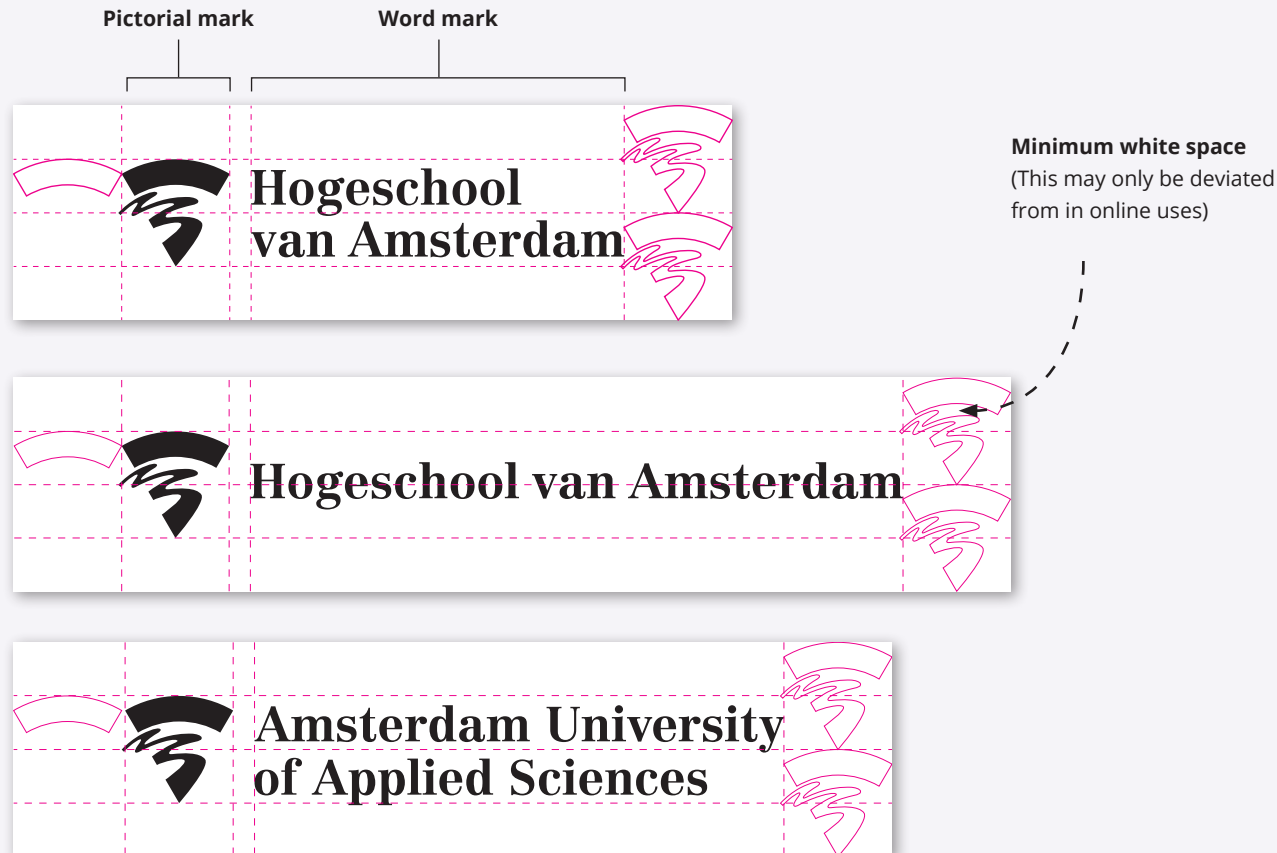 Pictorial mark
Word mark
Hogeschool
van Amsterdam
Minimum white space
(This may only be deviated
from in online uses)
Hogeschool van Amsterdam
Amsterdam University
of Applied Sciences